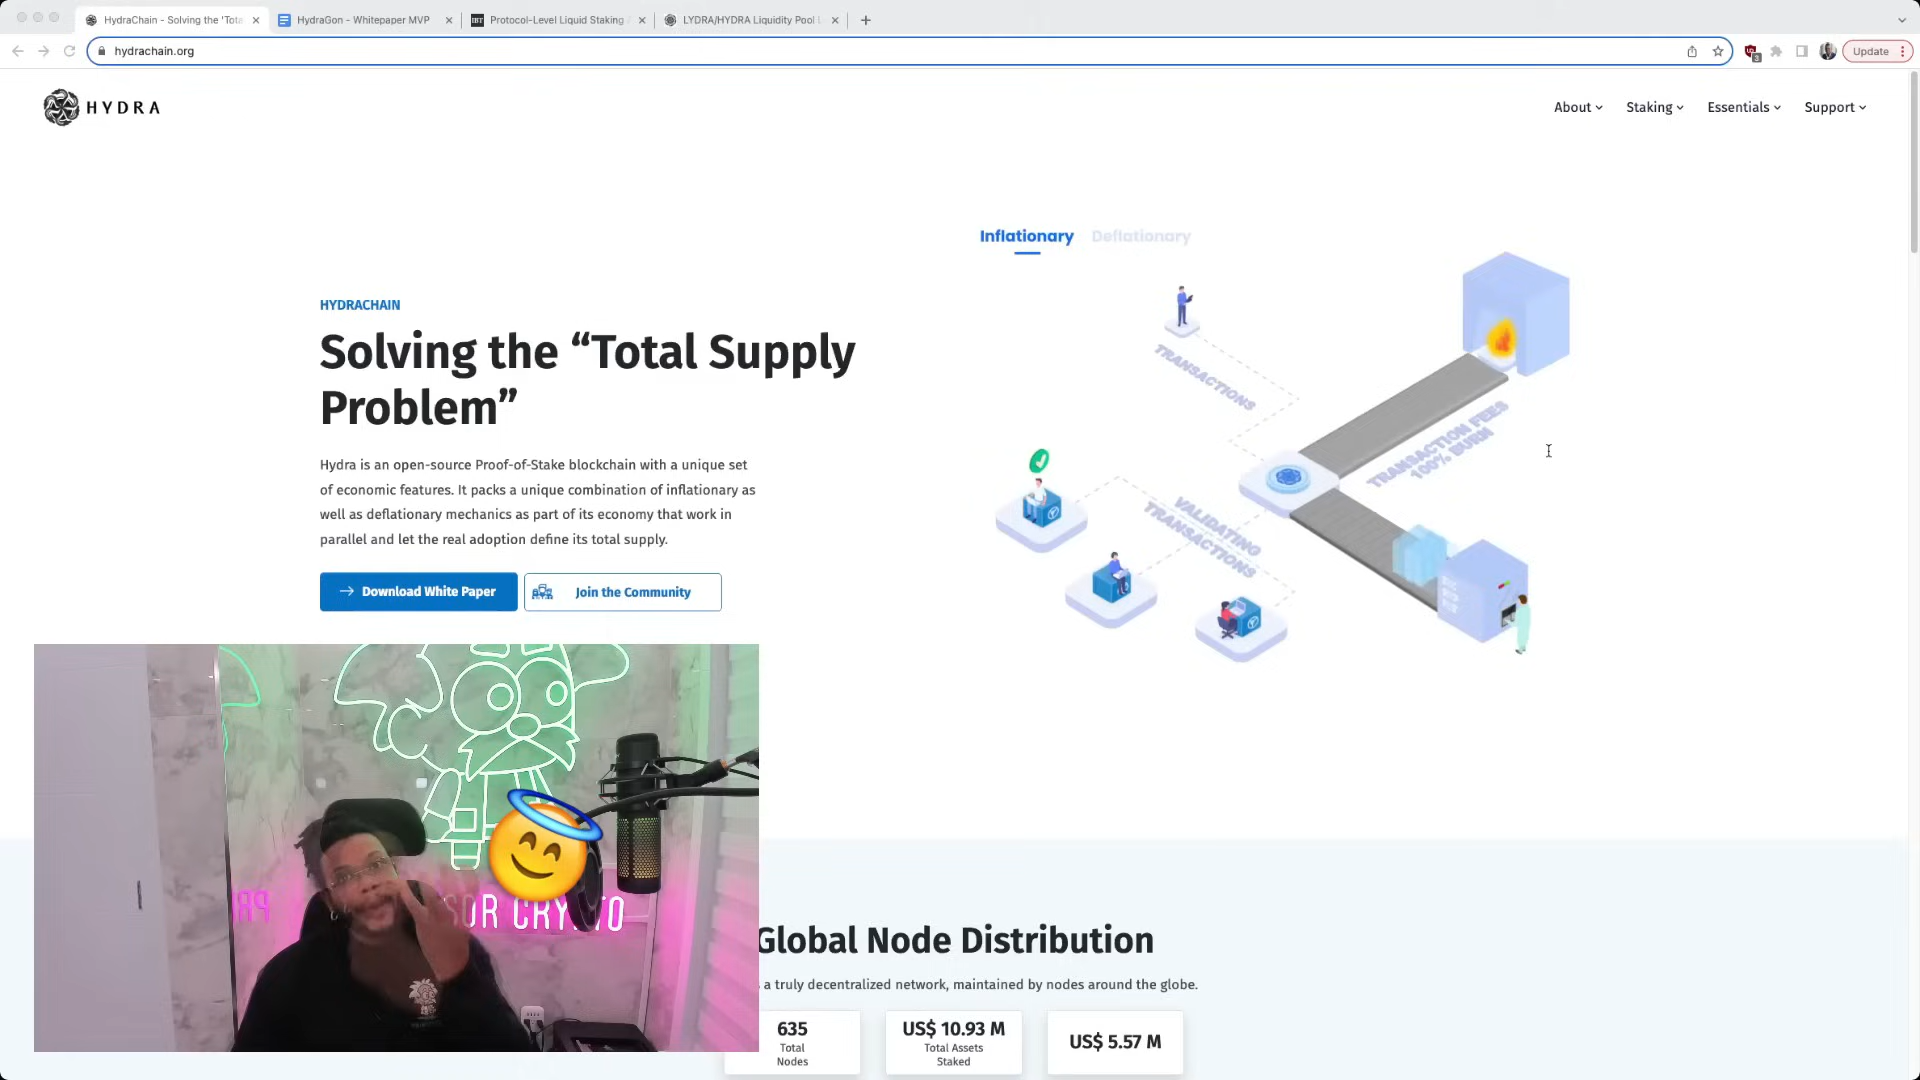 HydraChain - Solving the 'Tota
HydraGon - Whitepaper MVP
IBT
Protocol-Level Liquid Staking
LYDRA/HYDRA Liquidity Pool
hydrachain.org
3
Update
HYDRA
About
Staking
Essentials
Support
Inflationary
Deflationary
HYDRACHAIN
Solving the “Total Supply
Problem”
Hydra is an open-source Proof-of-Stake blockchain with a unique set
of economic features. It packs a unique combination of inflationary as
well as deflationary mechanics as part of its economy that work in
parallel and let the real adoption define its total supply.
Download White Paper
Join the Community
TRANSACTIONS
TRANSACTION FEES
100% BURN
VALIDATING
TRANSACTIONS
SOR CRYPTO
Global Node Distribution
a truly decentralized network, maintained by nodes around the globe.
635
Total
Nodes
US$ 10.93 M
Total Assets
Staked
US$ 5.57 M